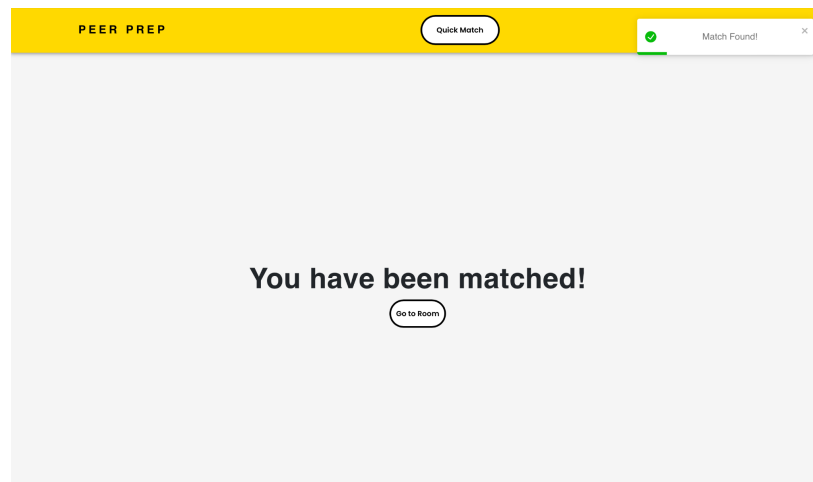 PEER PREP
Quick Match
Match Found!
You have been matched!
Go to Room